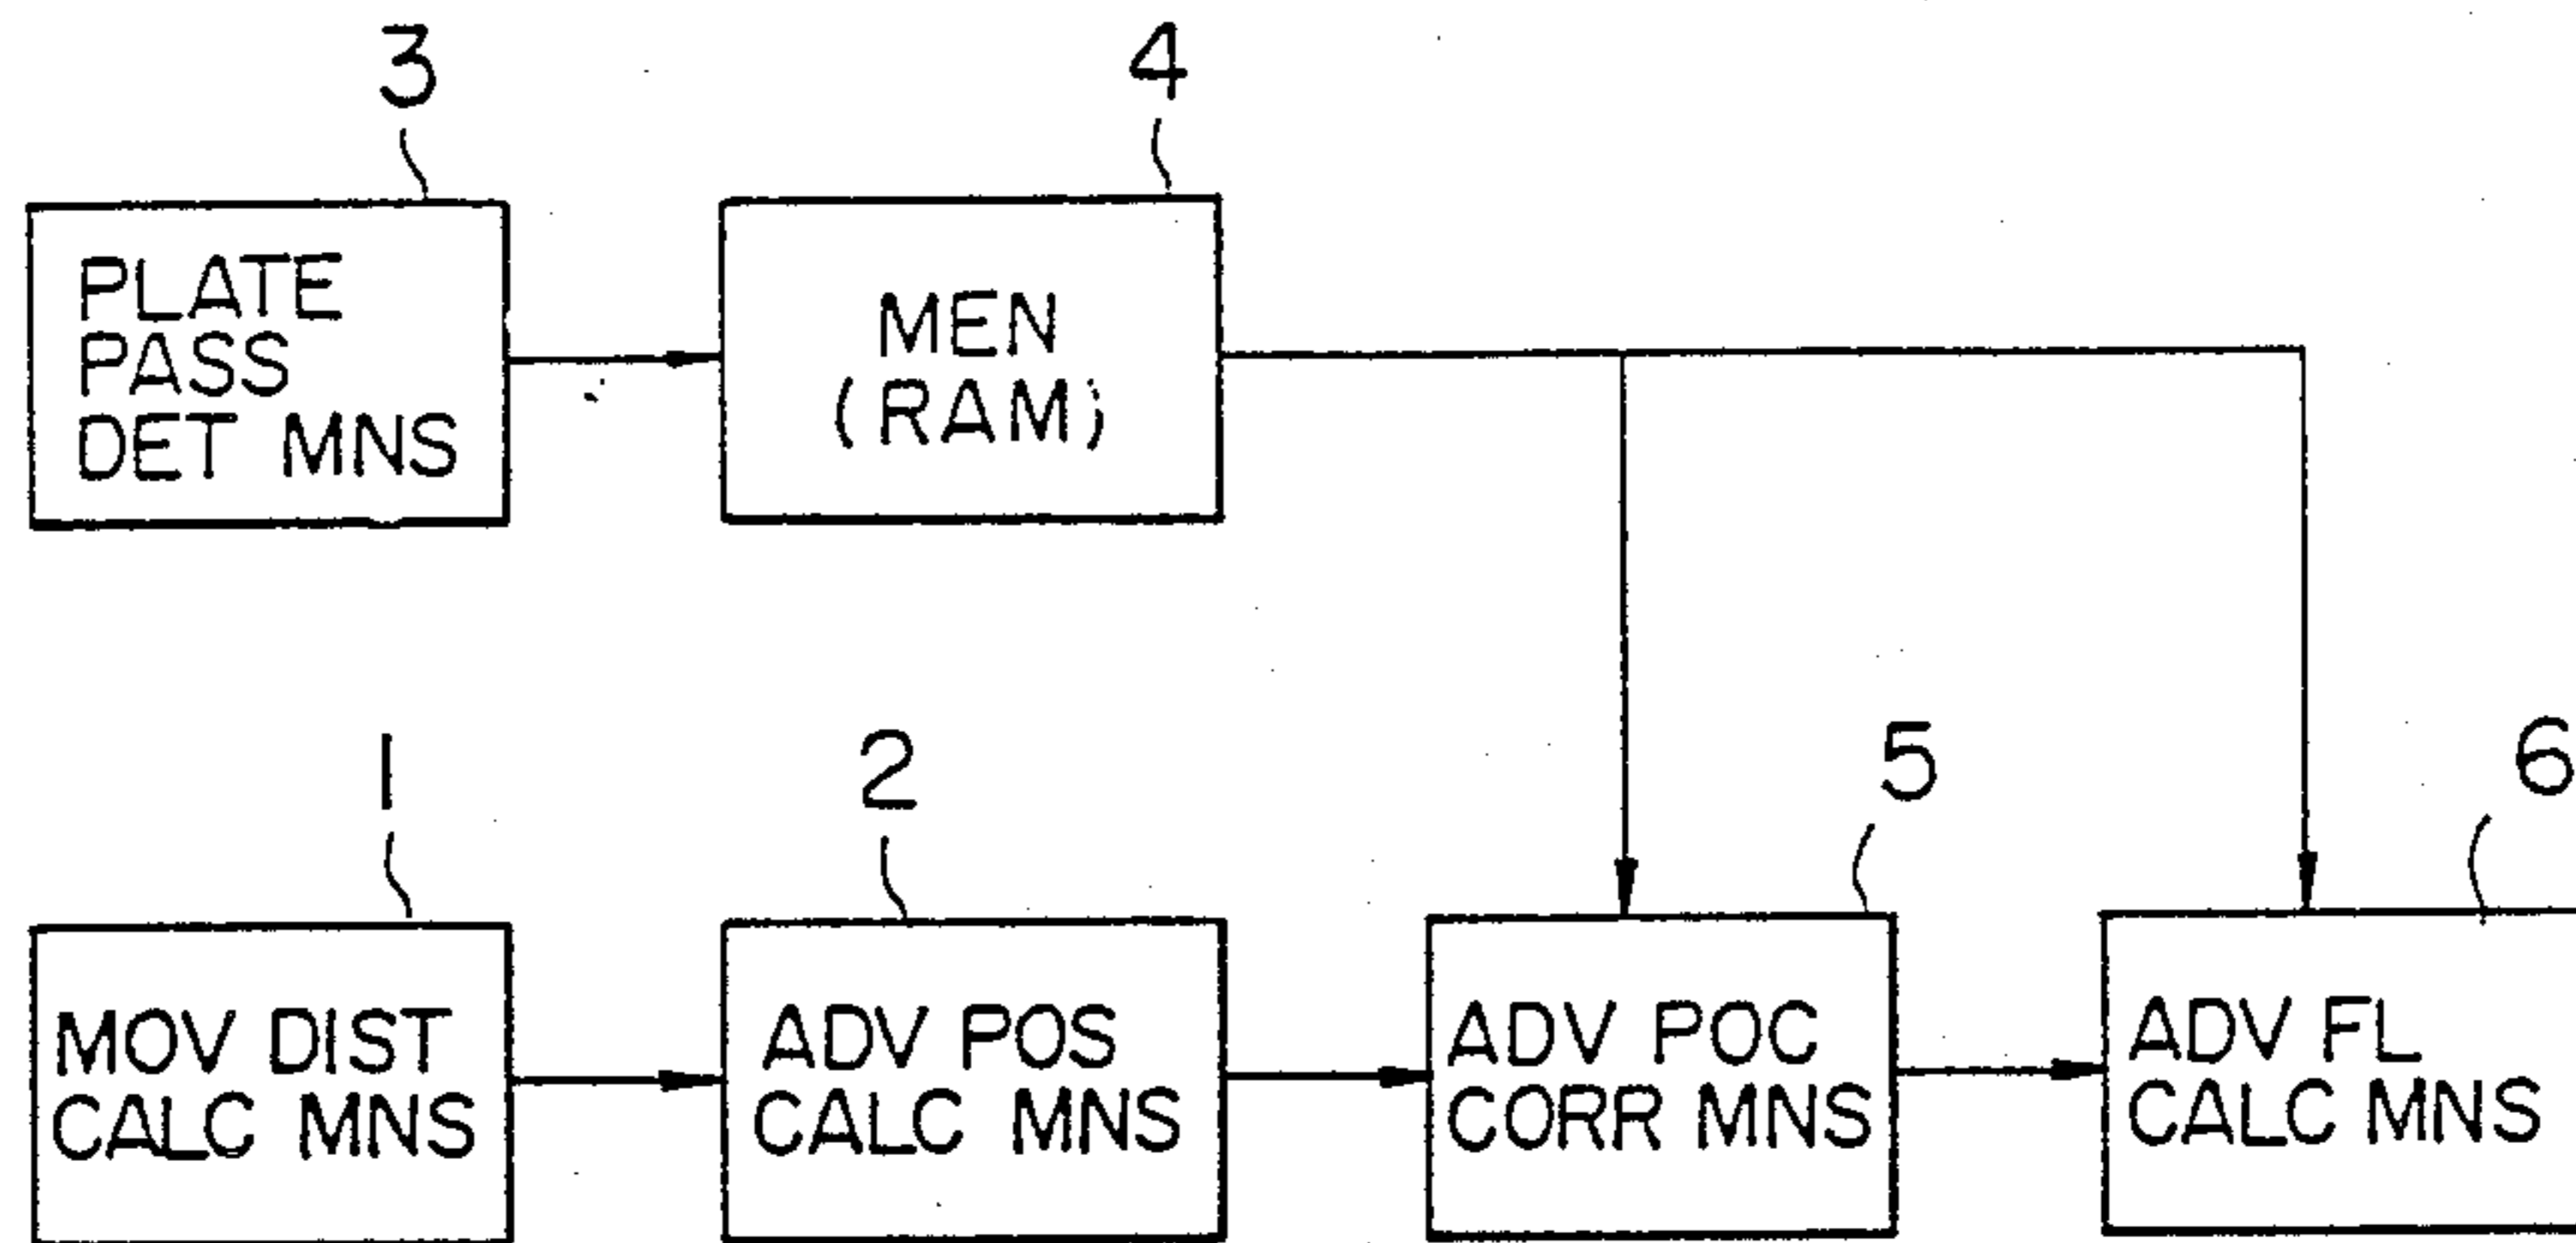 3
4
PLATE
PASS
DET MNS
MEN
(RAM)
1
2
5
6
MOV DIST
CALC MNS
ADV POS
CALC MNS
ADV POC
CORR MNS
ADV FL
CALC MNS